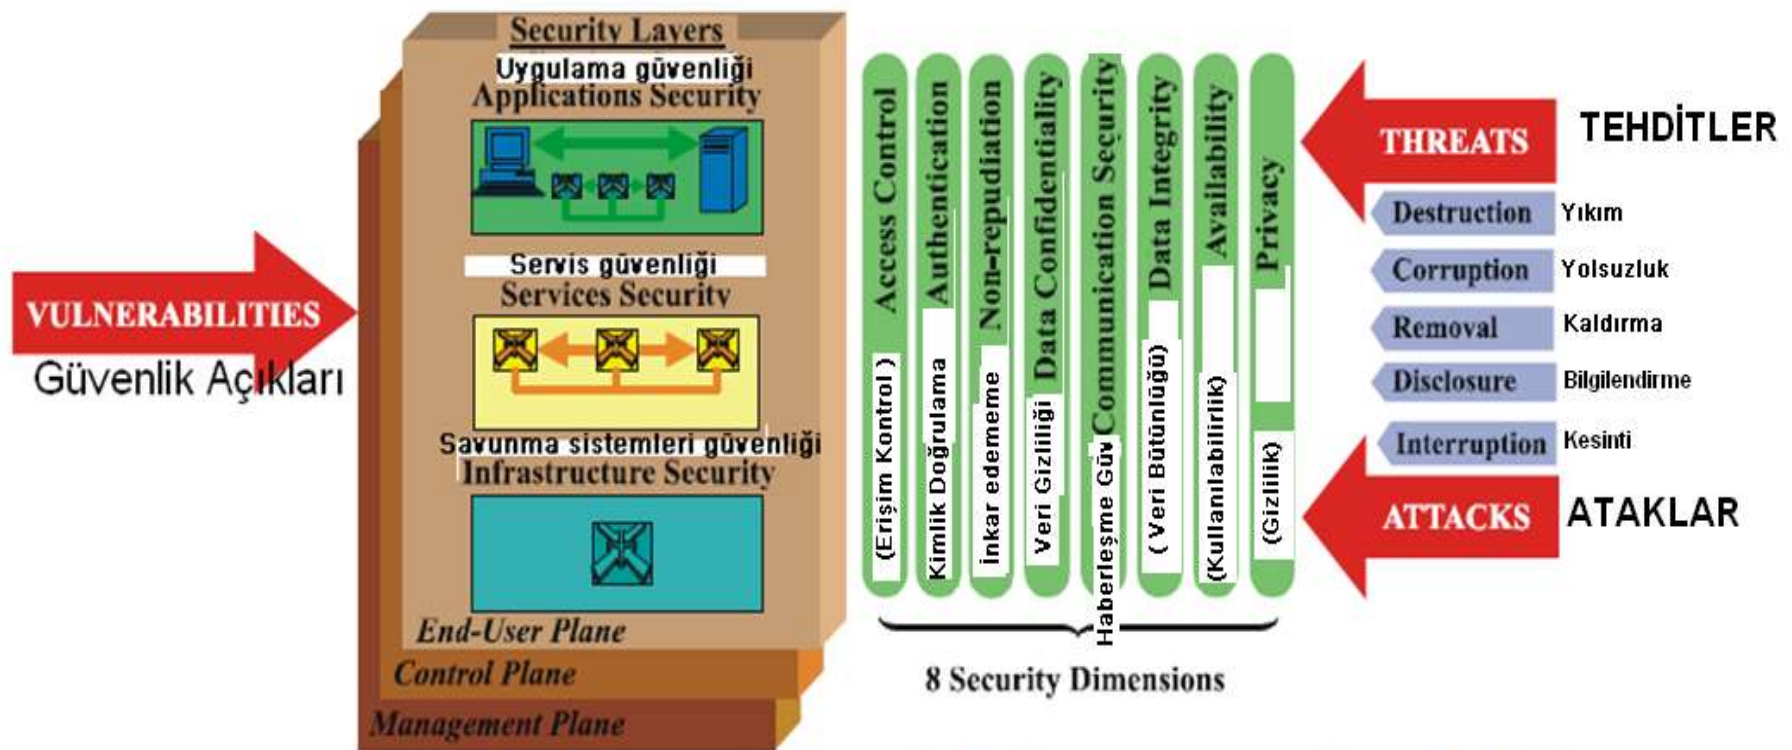 Security Layers
Uygulama güvenliği
Applications Security
Servis güvenliği
Services Security
Savunma sistemleri güvenliği
Infrastructure Security
End-User Plane
Control Plane
Management Plane
VULNERABILITIES
Güvenlik Açıkları
Access Control
(Erişim Kontrol )
Authentication
Kimlik Doğrulama
Non-repudiation
İnkar edememe
Data Confidentiality
Veri Gizliliği
Communication Security
Haberleşme Güv
Data Integrity
( Veri Bütünlüğü)
Availability
(Kullanılabilirlik)
Privacy
(Gizlilik)
8 Security Dimensions
THREATS TEHDİTLER
Destruction Yıkım
Corruption Yolsuzluk
Removal Kaldırma
Disclosure Bilgilendirme
Interruption Kesinti
ATTACKS ATAKLAR